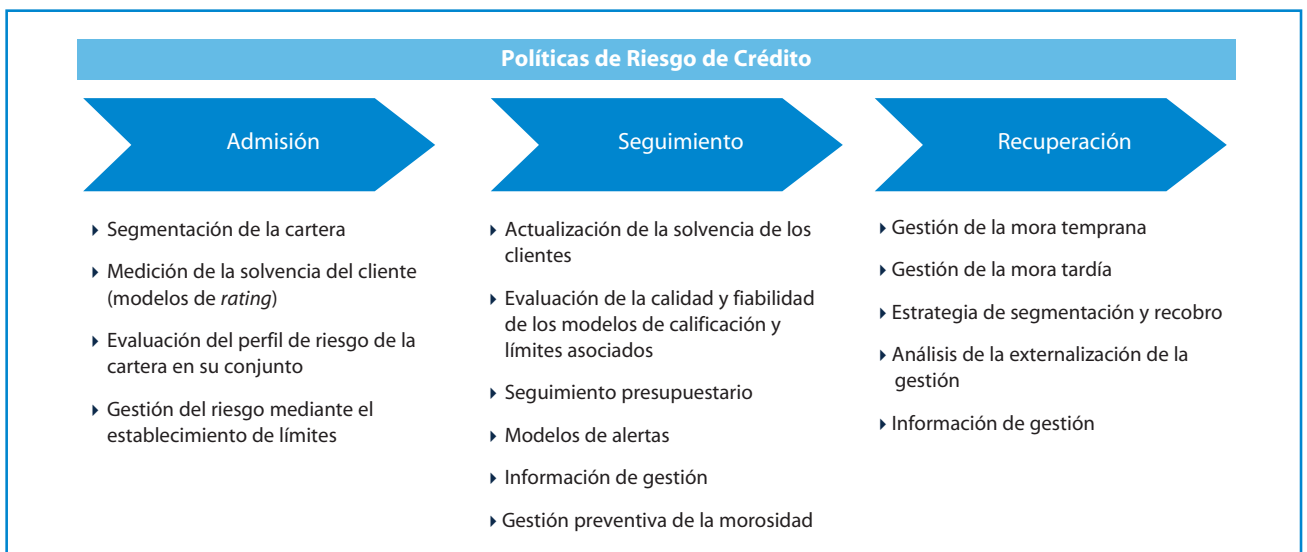 Políticas de Riesgo de Crédito
Admisión
Segmentación de la cartera
Medición de la solvencia del cliente
(modelos de rating)
Evaluación del perfil de riesgo de la
cartera en su conjunto
Gestión del riesgo mediante el
establecimiento de límites
Seguimiento
Actualización de la solvencia de los
clientes
Evaluación de la calidad y fiabilidad
de los modelos de calificación y
límites asociados
Seguimiento presupuestario
Modelos de alertas
Información de gestión
Gestión preventiva de la morosidad
Recuperación
Gestión de la mora temprana
Gestión de la mora tardía
Estrategia de segmentación y recobro
Análisis de la externalización de la
gestión
Información de gestión